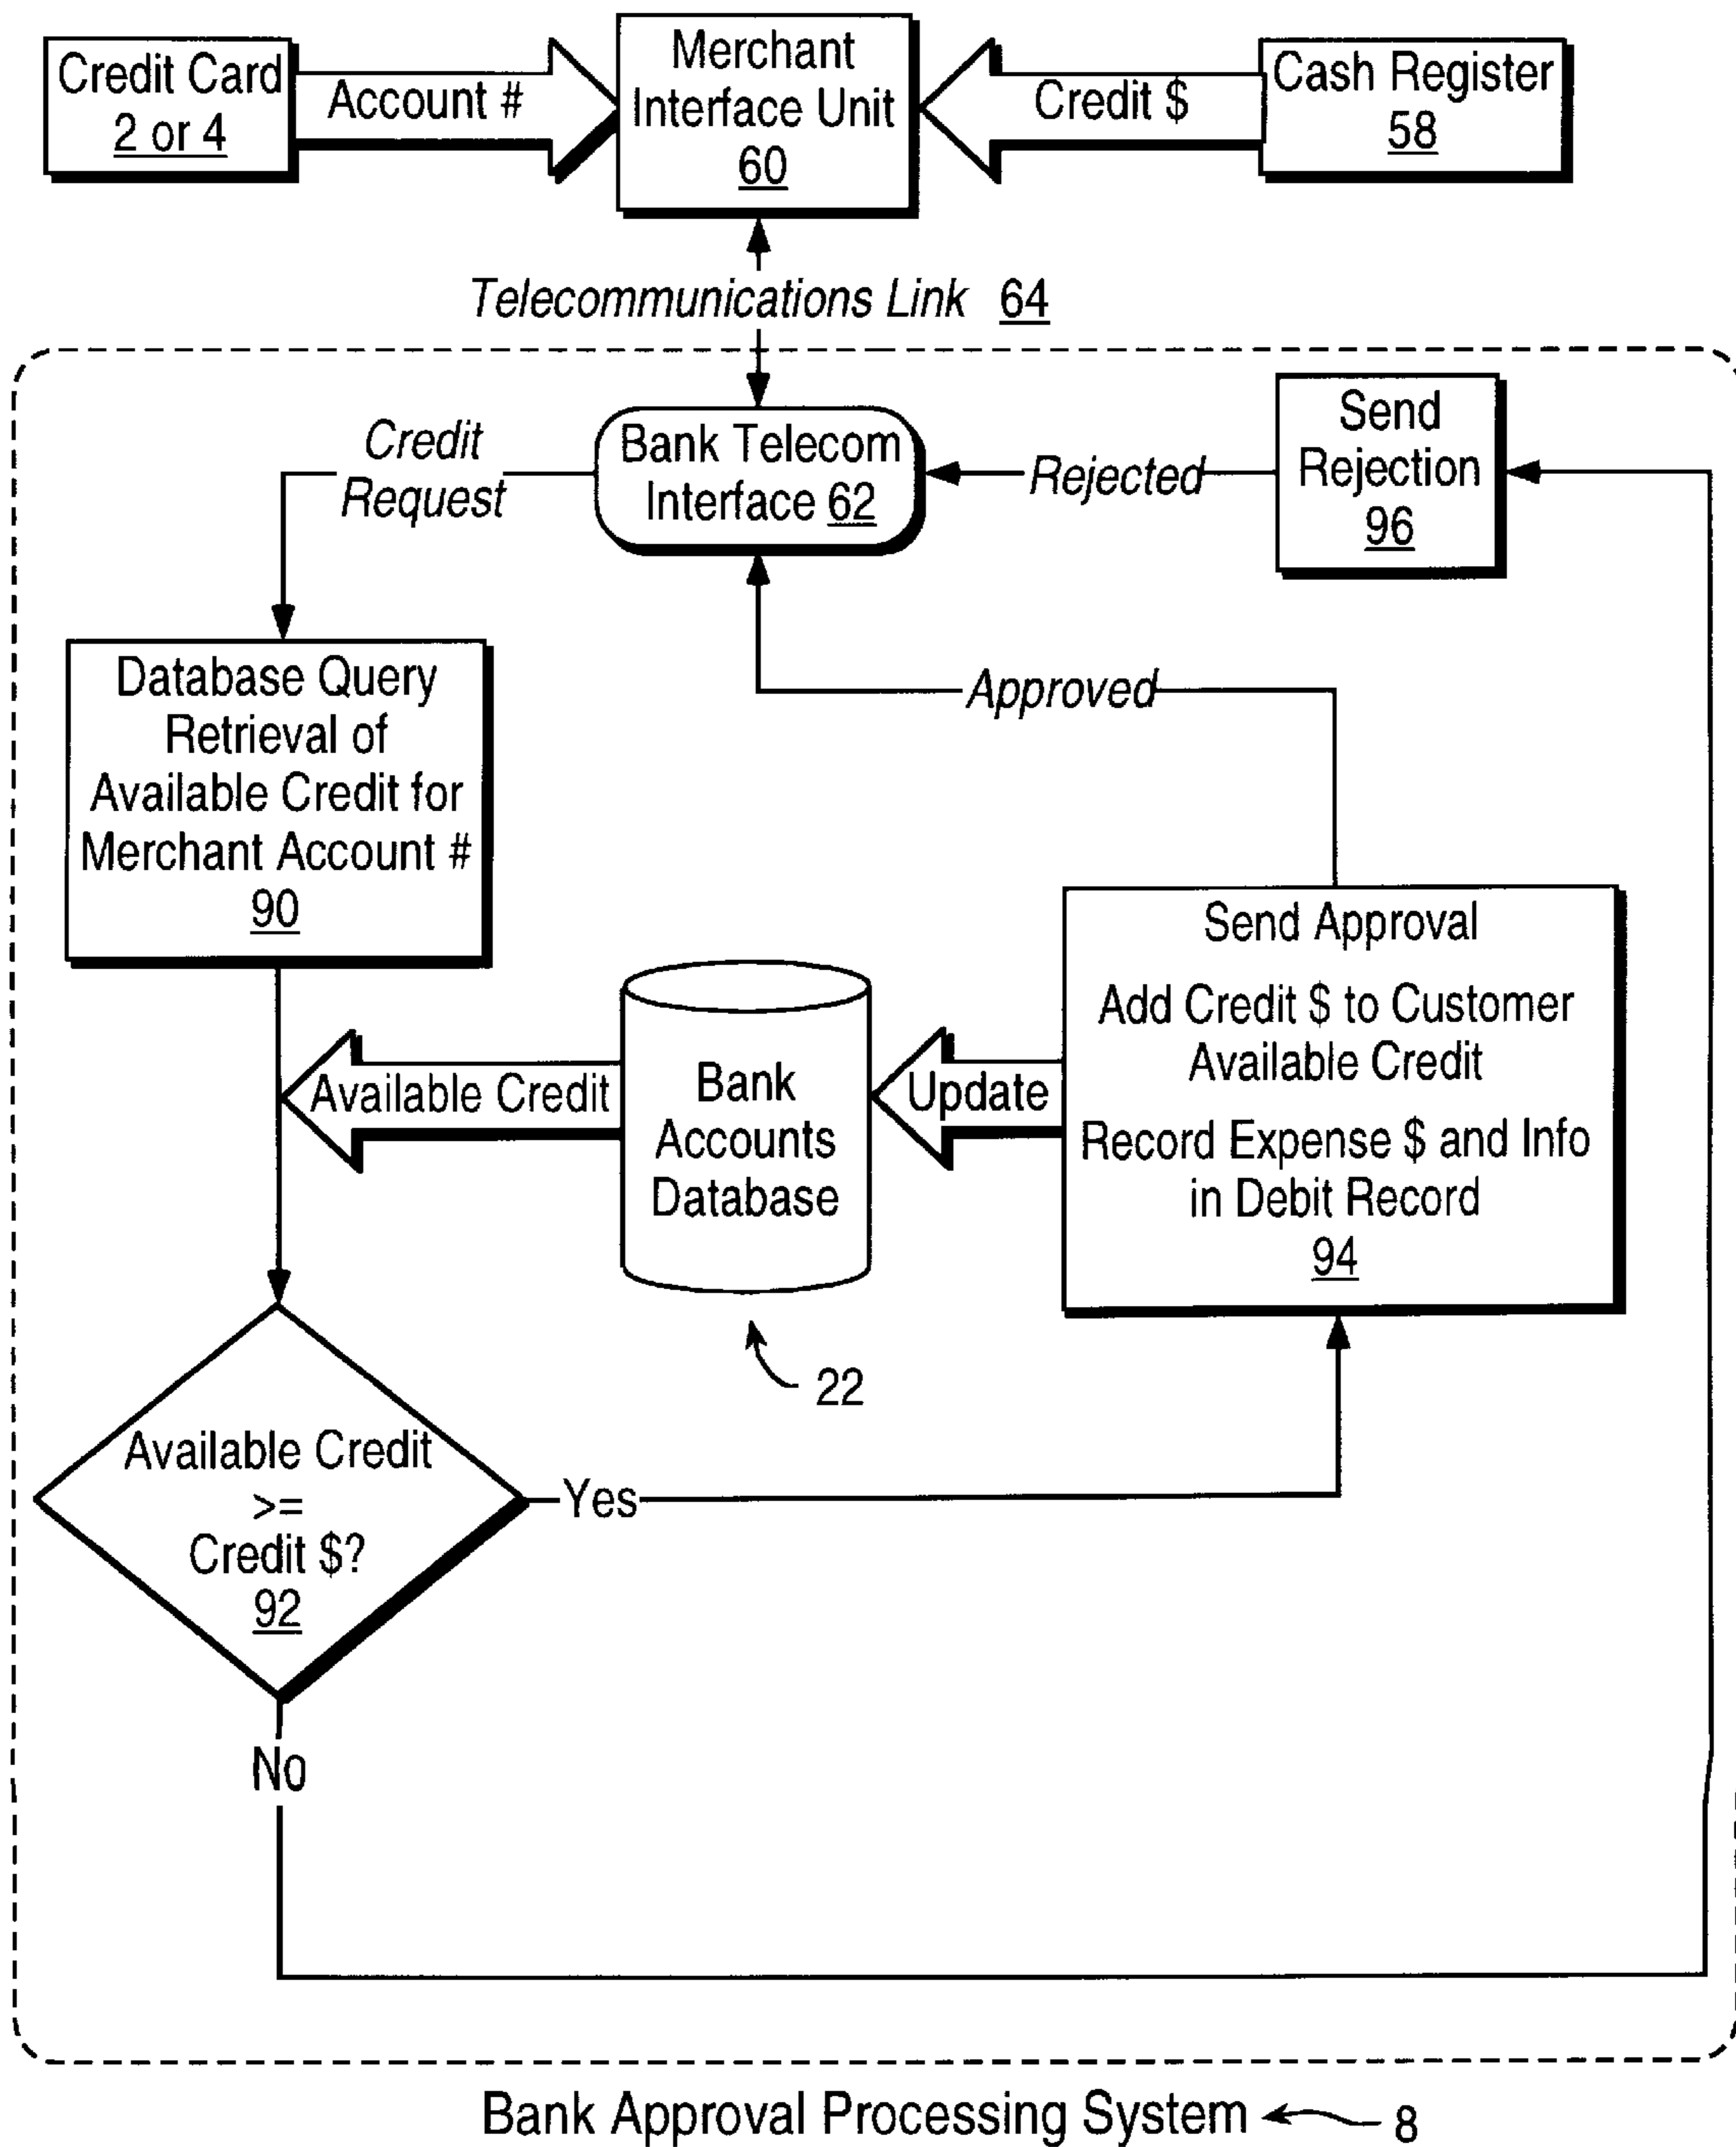 Credit Card
2 or 4
Account #
Merchant
Interface Unit
60
Credit $
Cash Register
58
Telecommunications Link 64
Credit
Request
Bank Telecom
Interface 62
Rejected
Send
Rejection
96
Database Query
Retrieval of
Available Credit for
Merchant Account #
90
Approved
Send Approval
Add Credit $ to Customer
Available Credit
Record Expense $ and Info
in Debit Record
94
Available Credit
Bank
Accounts
Database
Update
22
Available Credit
>=
Credit $?
92
Yes
No
Bank Approval Processing System 8